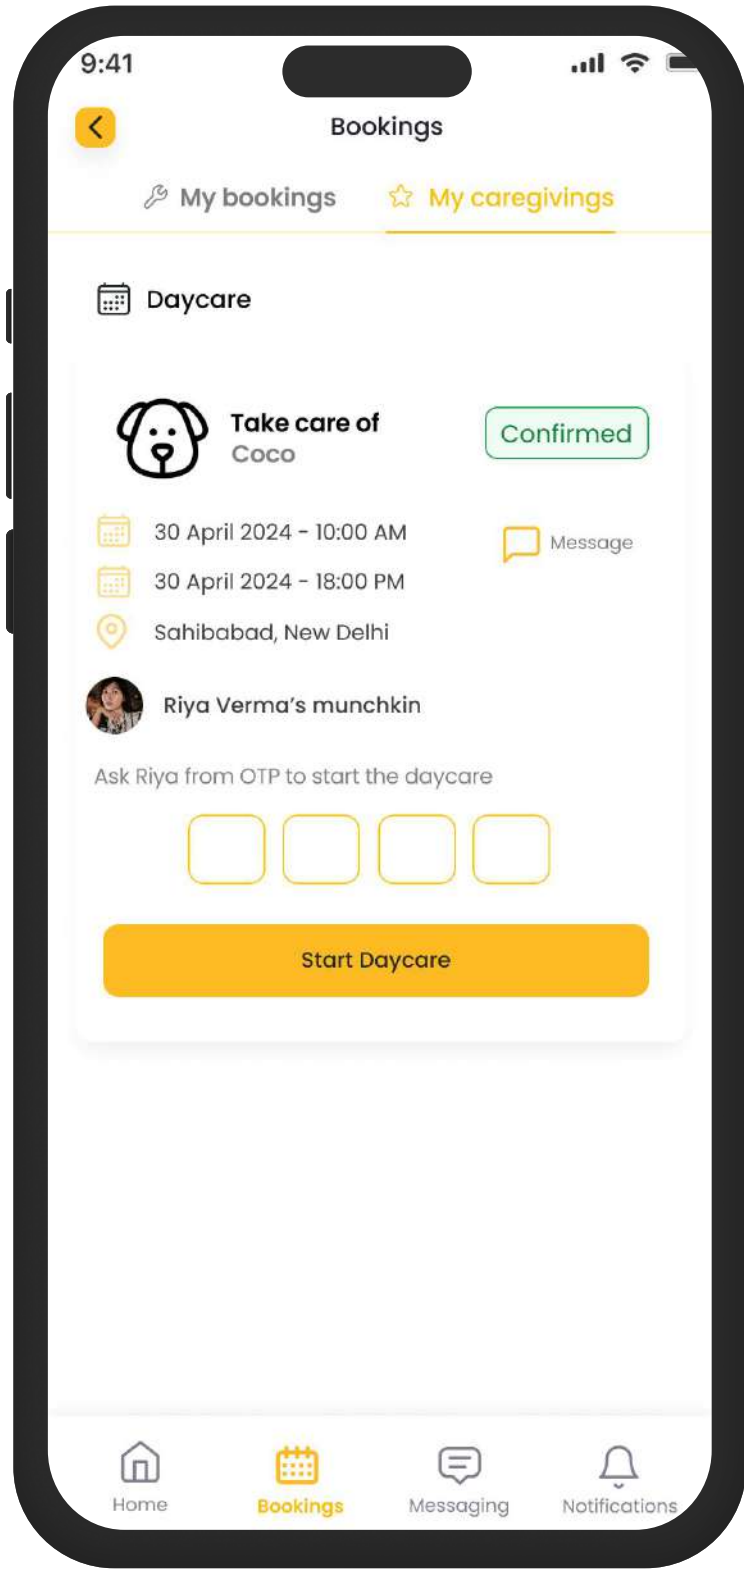 9:41
Bookings
My bookings
My caregivings
Daycare
Take care of
Coco
Confirmed
30 April 2024 - 10:00 AM
Message
30 April 2024 - 18:00 PM
Sahibabad, New Delhi
Riya Verma's munchkin
Ask Riya from OTP to start the daycare
Start Daycare
Home
Bookings
Messaging
Notifications